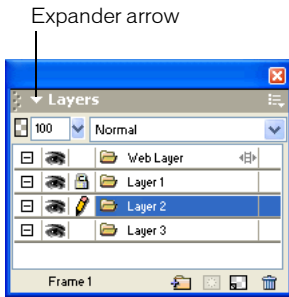 Expander arrow
Layers
100 Normal
Web Layer
Layer 1
Layer 2
Layer 3
Frame 1